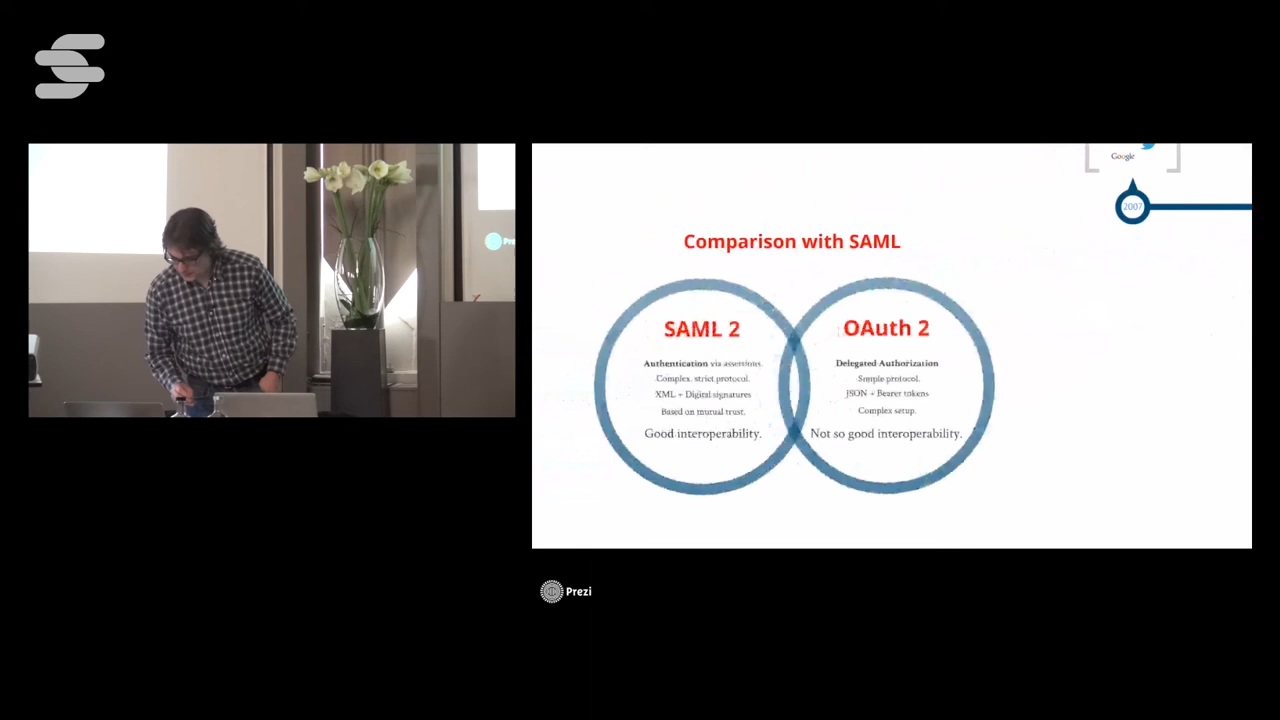 Google
2007
Comparison with SAML
SAML 2
Authentication via assertions.
Complex, strict protocol.
XML + Digital signatures
Based on mutual trust.
Good interoperability.
OAuth 2
Delegated Authorization
Simple protocol.
JSON + Bearer tokens
Complex setup.
Not so good interoperability.
Prezi